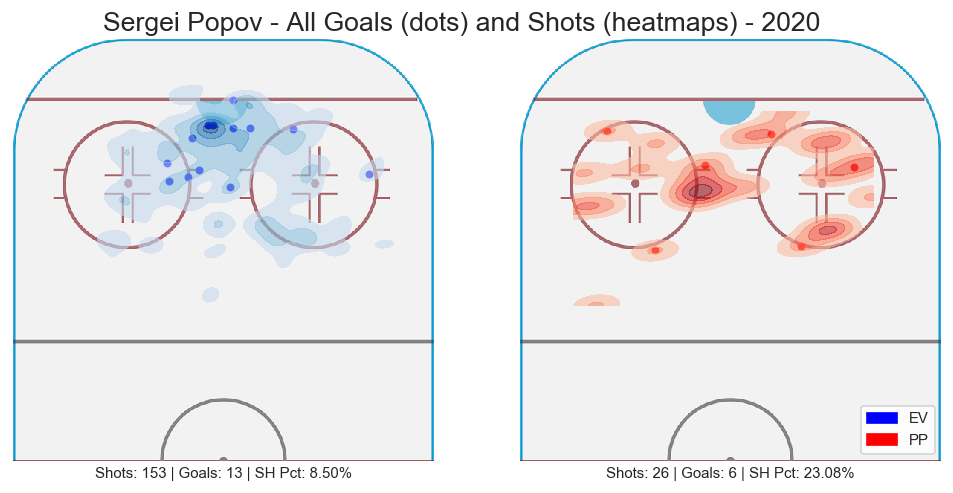 Sergei Popov - All Goals (dots) and Shots (heatmaps) - 2020
EV
PP
Shots: 153 | Goals: 13 | SH Pct: 8.50%
Shots: 26 | Goals: 6 | SH Pct: 23.08%